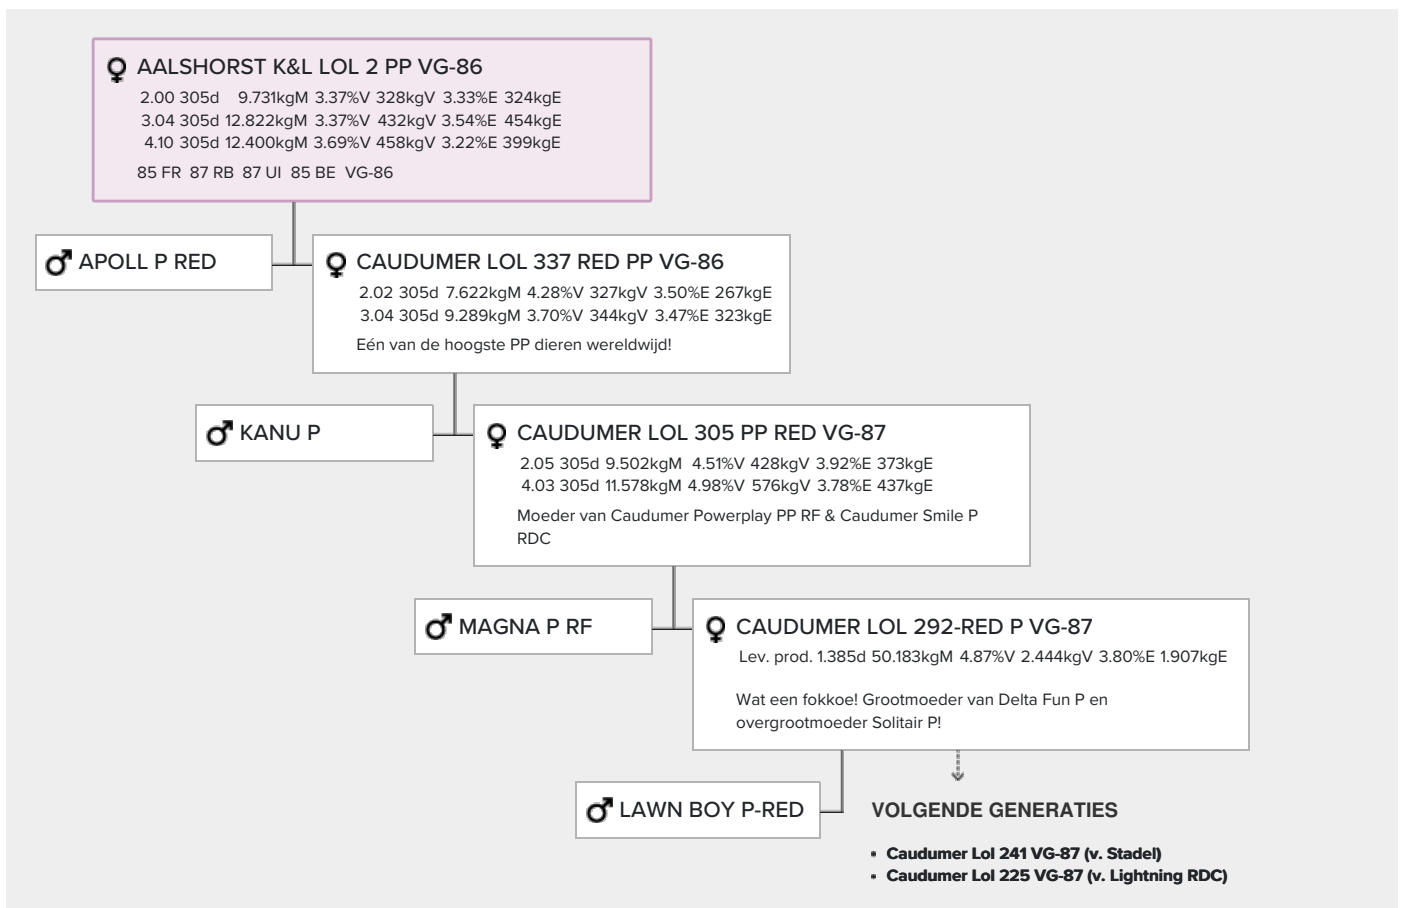 AALSHORST K&L LOL 2 PP VG-86
2.00 305d 9.731kgM 3.37%V 328kgV 3.33%E 324kgE
3.04 305d 12.822kgM 3.37%V 432kgV 3.54%E 454kgE
4.10 305d 12.400kgM 3.69%V 458kgV 3.22%E 399kgE
85 FR 87 RB 87 UI 85 BE VG-86
APOLL P RED
CAUDUMER LOL 337 RED PP VG-86
2.02 305d 7.622kgM 4.28%V 327kgV 3.50%E 267kgE
3.04 305d 9.289kgM 3.70%V 344kgV 3.47%E 323kgE
Eén van de hoogste PP dieren wereldwijd!
KANU P
CAUDUMER LOL 305 PP RED VG-87
2.05 305d 9.502kgM 4.51%V 428kgV 3.92%E 373kgE
4.03 305d 11.578kgM 4.98%V 576kgV 3.78%E 437kgE
Moeder van Caudumer Powerplay PP RF & Caudumer Smile P
RDC
MAGNA P RF
CAUDUMER LOL 292-RED P VG-87
Lev. prod. 1.385d 50.183kgM 4.87%V 2.444kgV 3.80%E 1.907kgE
Wat een fokkoe! Grootmoeder van Delta Fun P en
overgrootmoeder Solitair P!
LAWN BOY P-RED
VOLGENDE GENERATIES
• Caudumer Lol 241 VG-87 (v. Stadel)
• Caudumer Lol 225 VG-87 (v. Lightning RDC)